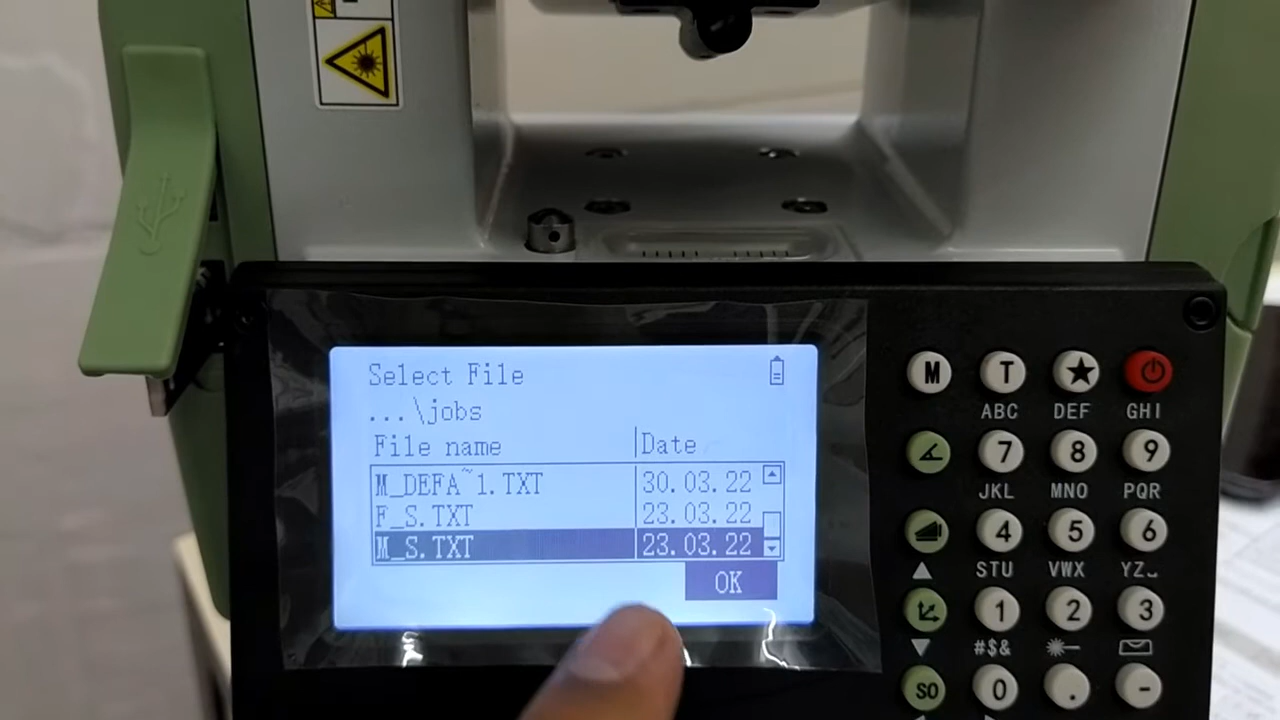 Select File
...\jobs
File name Date
M_DEFA~1.TXT 30.03.22
F_S.TXT 23.03.22
M_S.TXT 23.03.22
OK
M T ★
ABC DEF GHI
7 8 9
JKL MNO PQR
4 5 6
STU VWX YZ_
1 2 3
#$&
SO 0 . -